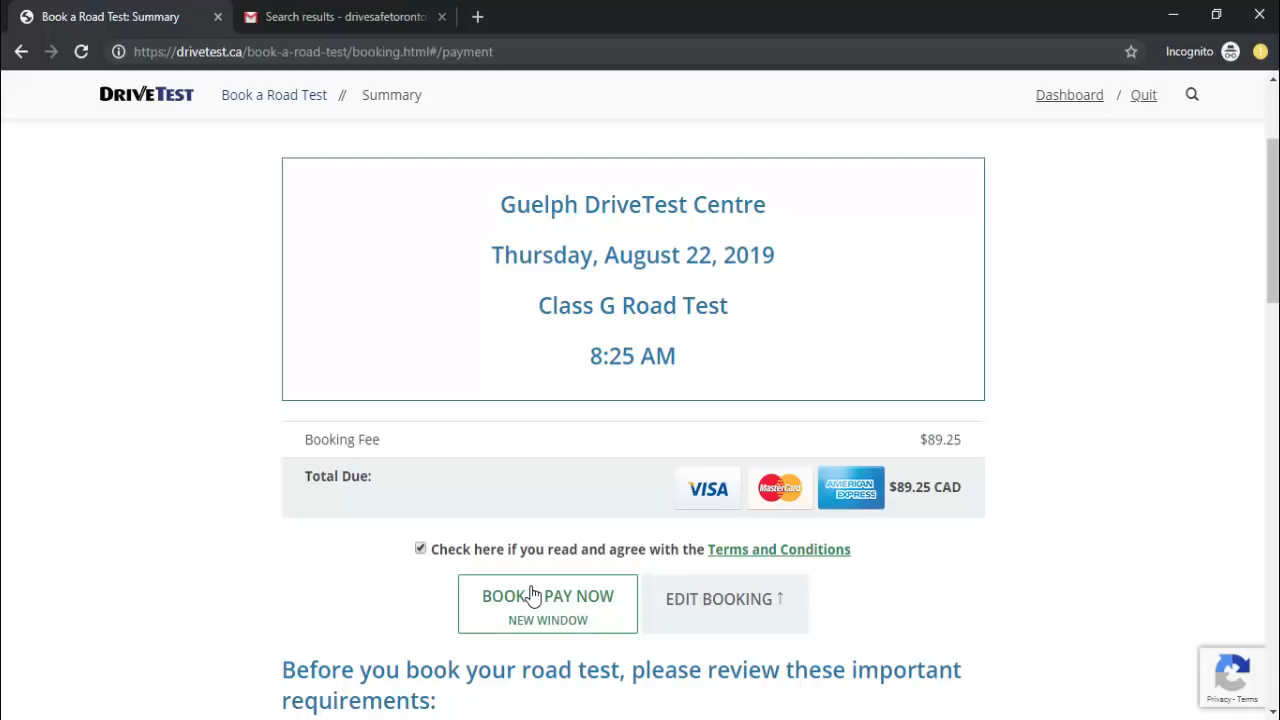 Book a Road Test: Summary
Search results - drivesafetoronto
https://drivetest.ca/book-a-road-test/booking.html#/payment
Incognito
DRIVETEST
Book a Road Test // Summary
Dashboard / Quit
Guelph DriveTest Centre
Thursday, August 22, 2019
Class G Road Test
8:25 AM
Booking Fee $89.25
Total Due: VISA MasterCard AMERICAN EXPRESS $89.25 CAD
Check here if you read and agree with the Terms and Conditions
BOOK PAY NOW
NEW WINDOW
EDIT BOOKING ↑
Before you book your road test, please review these important
requirements:
Privacy - Terms